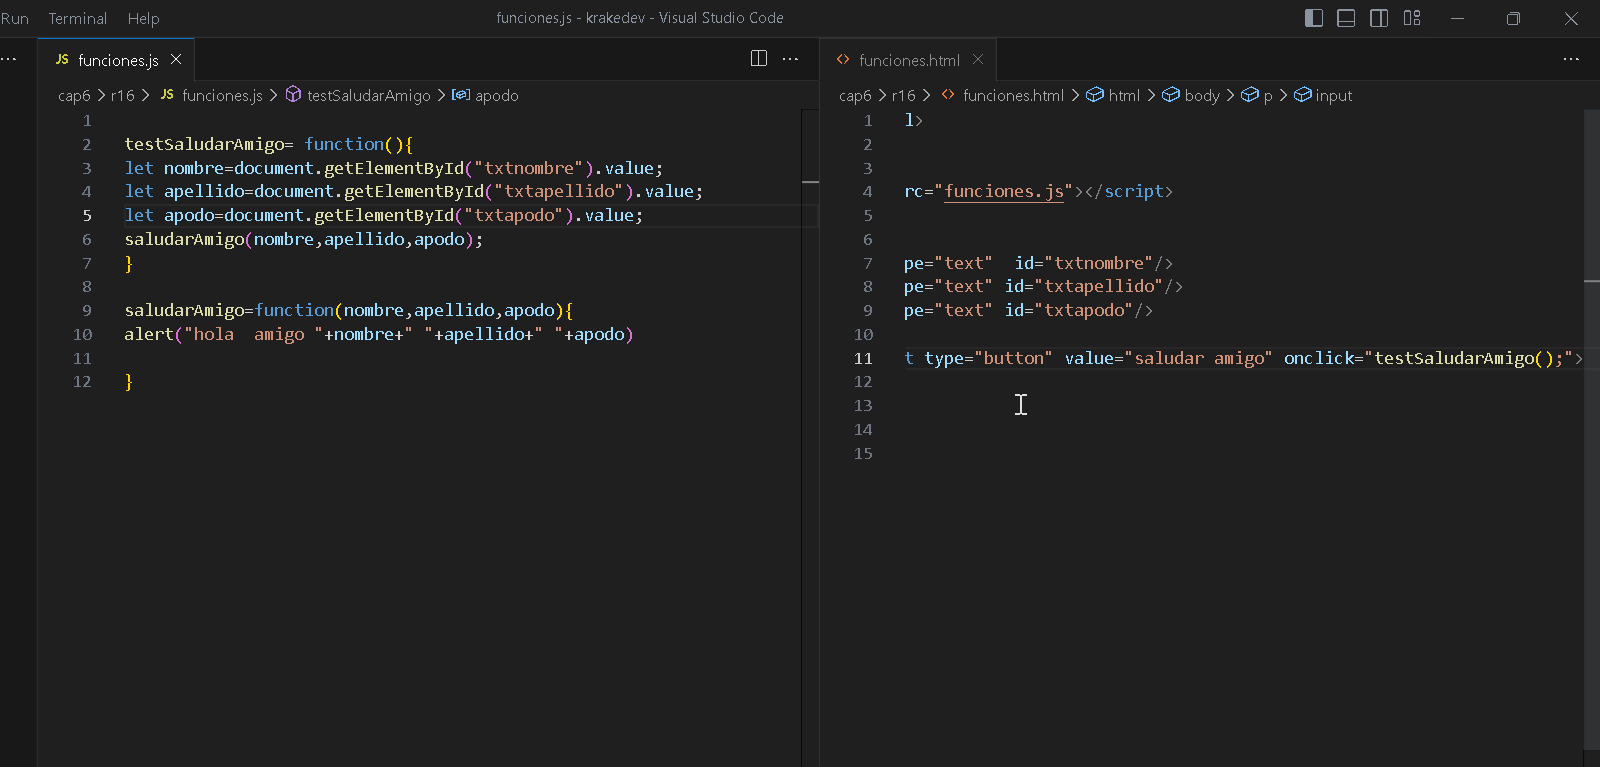 Run Terminal Help funciones.js - krakedev - Visual Studio Code
... JS funciones.js × ...
cap6 > r16 > JS funciones.js > testSaludarAmigo > apodo
1
2 testSaludarAmigo= function(){
3 let nombre=document.getElementById("txtnombre").value;
4 let apellido=document.getElementById("txtapellido").value;
5 let apodo=document.getElementById("txtapodo").value;
6 saludarAmigo(nombre,apellido,apodo);
7 }
8
9 saludarAmigo=function(nombre,apellido,apodo){
10 alert("hola  amigo "+nombre+" "+apellido+" "+apodo)
11
12 }
<> funciones.html × ...
cap6 > r16 > <> funciones.html > html > body > p > input
1 l>
2
3
4 rc="funciones.js"></script>
5
6
7 pe="text"  id="txtnombre"/>
8 pe="text" id="txtapellido"/>
9 pe="text" id="txtapodo"/>
10
11 t type="button" value="saludar amigo" onclick="testSaludarAmigo();">
12
13
14
15